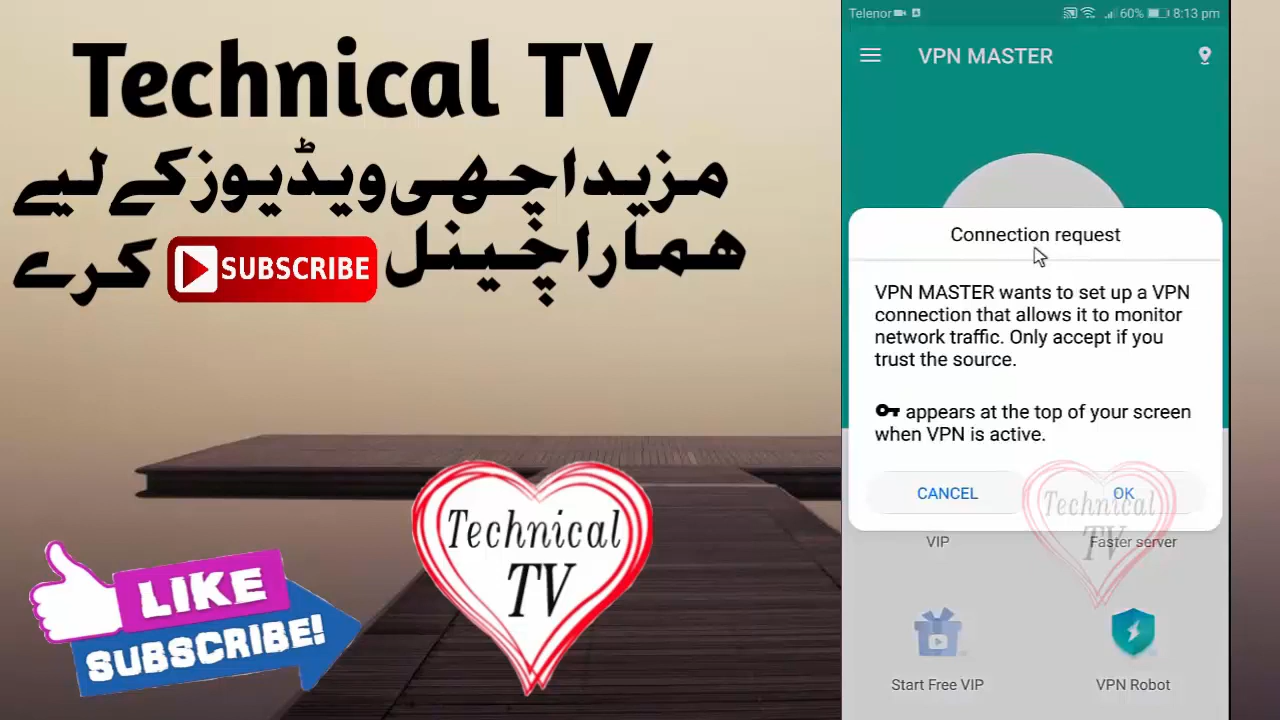 Technical TV
مزید اچھی ویڈیوز کے لیے
ھمارا چینل SUBSCRIBE کرے
LIKE
SUBSCRIBE!
Technical
TV
Telenor 60% 8:13 pm
VPN MASTER
Connection request
VPN MASTER wants to set up a VPN
connection that allows it to monitor
network traffic. Only accept if you
trust the source.
appears at the top of your screen
when VPN is active.
CANCEL OK
Technical
TV
VIP Faster server
Start Free VIP VPN Robot